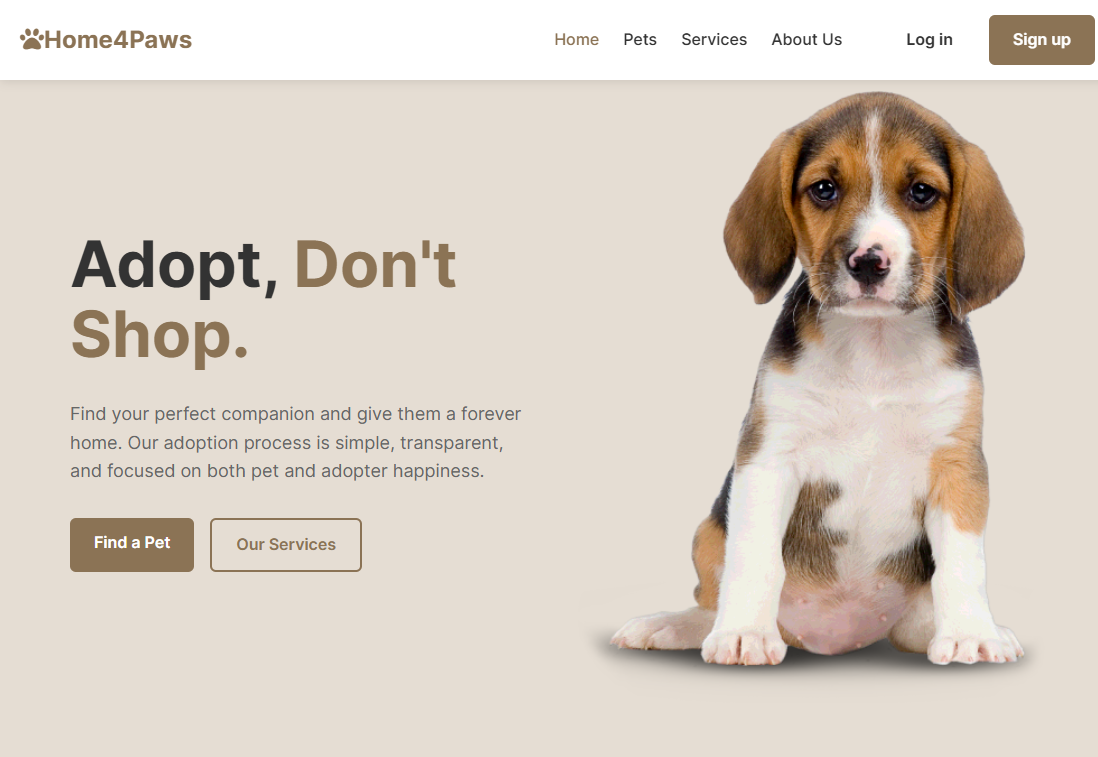 Home4Paws
Home Pets Services About Us Log in Sign up
Adopt, Don't
Shop.
Find your perfect companion and give them a forever
home. Our adoption process is simple, transparent,
and focused on both pet and adopter happiness.
Find a Pet Our Services